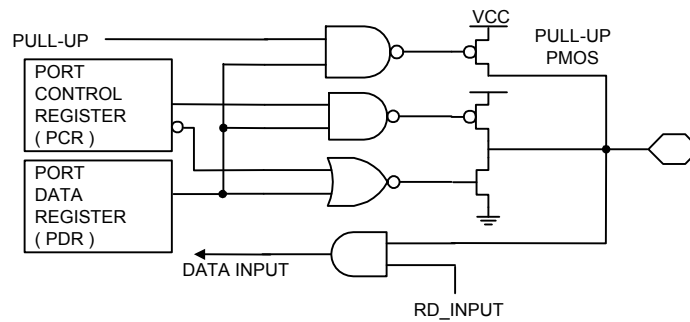 VCC
PULL-UP
PULL-UP
PMOS
PORT
CONTROL
REGISTER
( PCR )
PORT
DATA
REGISTER
( PDR )
DATA INPUT
RD_INPUT